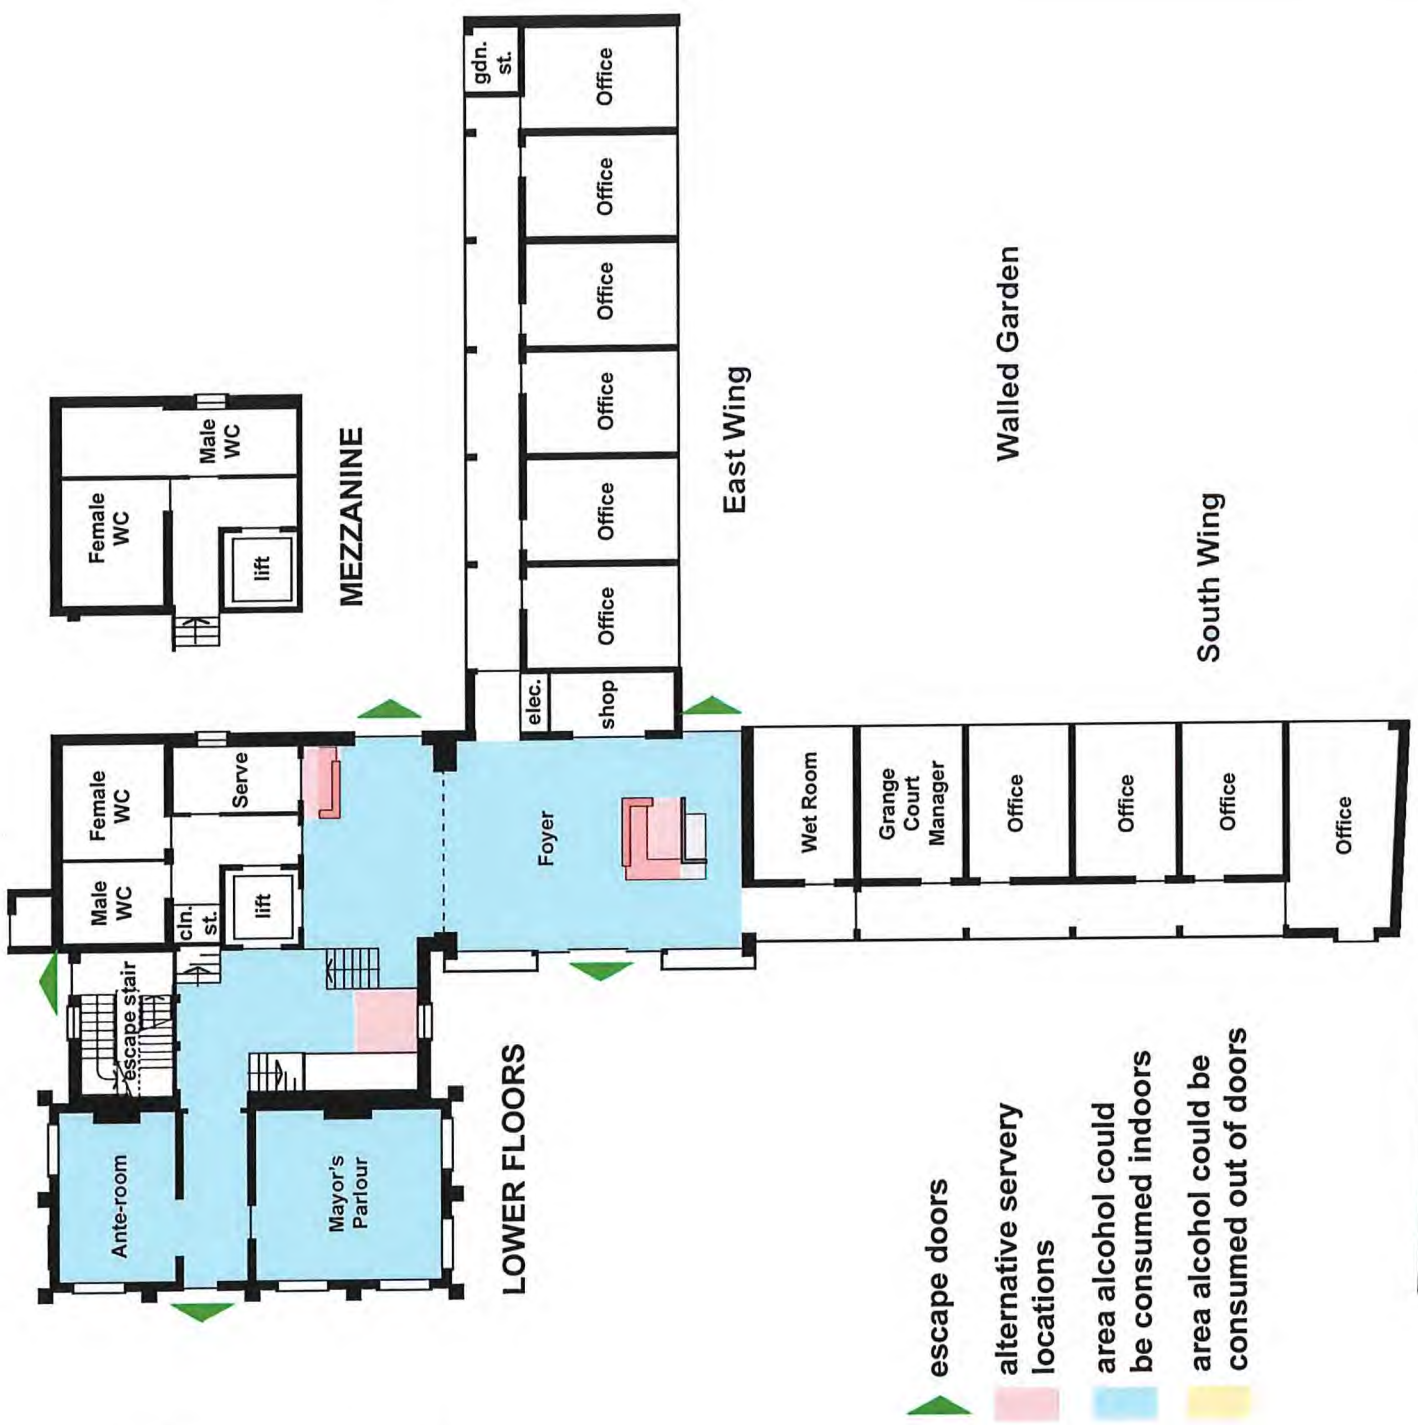 gdn.
st.
Office
Office
Office
Office
Office
Office
elec.
shop
East Wing
Walled Garden
South Wing
Female
WC
Male
WC
lift
MEZZANINE
Female
WC
Male
WC
Serve
cln.
st.
lift
escape stair
Foyer
Wet Room
Grange
Court
Manager
Office
Office
Office
Office
Ante-room
Mayor's
Parlour
LOWER FLOORS
escape doors
alternative servery
locations
area alcohol could
be consumed indoors
area alcohol could be
consumed out of doors